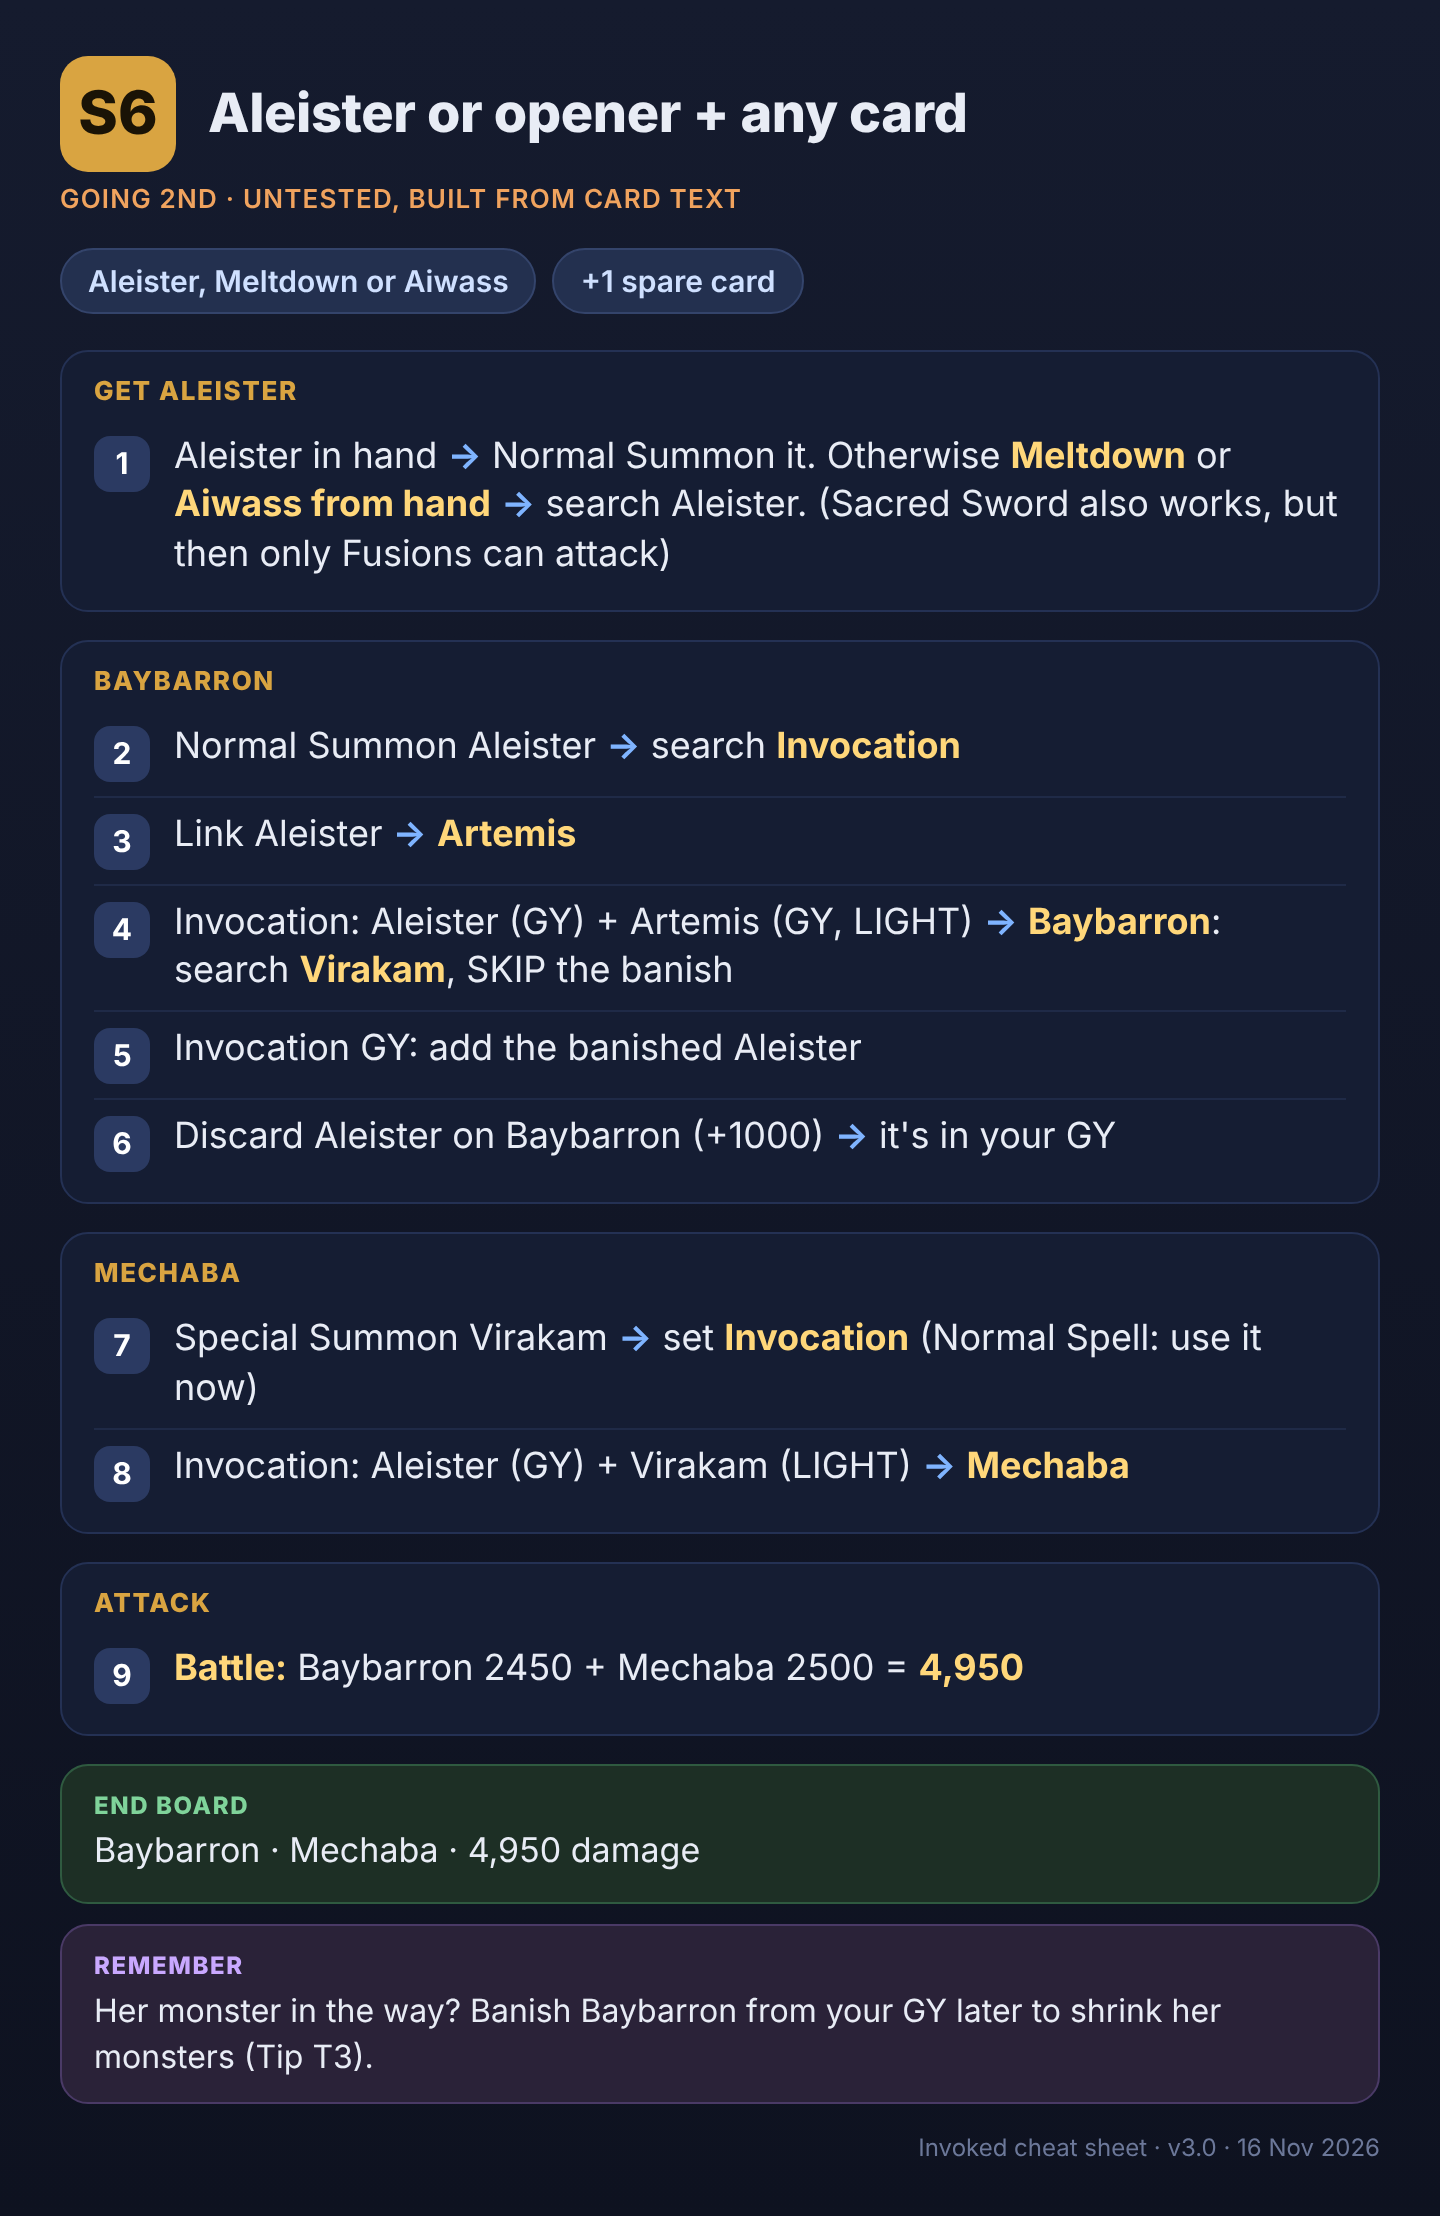 S6
Aleister or opener + any card
GOING 2ND · UNTESTED, BUILT FROM CARD TEXT
Aleister, Meltdown or Aiwass
+1 spare card
GET ALEISTER
1
Aleister in hand → Normal Summon it. Otherwise Meltdown or
Aiwass from hand → search Aleister. (Sacred Sword also works, but
then only Fusions can attack)
BAYBARRON
2
Normal Summon Aleister → search Invocation
3
Link Aleister → Artemis
4
Invocation: Aleister (GY) + Artemis (GY, LIGHT) → Baybarron:
search Virakam, SKIP the banish
5
Invocation GY: add the banished Aleister
6
Discard Aleister on Baybarron (+1000) → it's in your GY
MECHABA
7
Special Summon Virakam → set Invocation (Normal Spell: use it
now)
8
Invocation: Aleister (GY) + Virakam (LIGHT) → Mechaba
ATTACK
9
Battle: Baybarron 2450 + Mechaba 2500 = 4,950
END BOARD
Baybarron · Mechaba · 4,950 damage
REMEMBER
Her monster in the way? Banish Baybarron from your GY later to shrink her
monsters (Tip T3).
Invoked cheat sheet · v3.0 · 16 Nov 2026